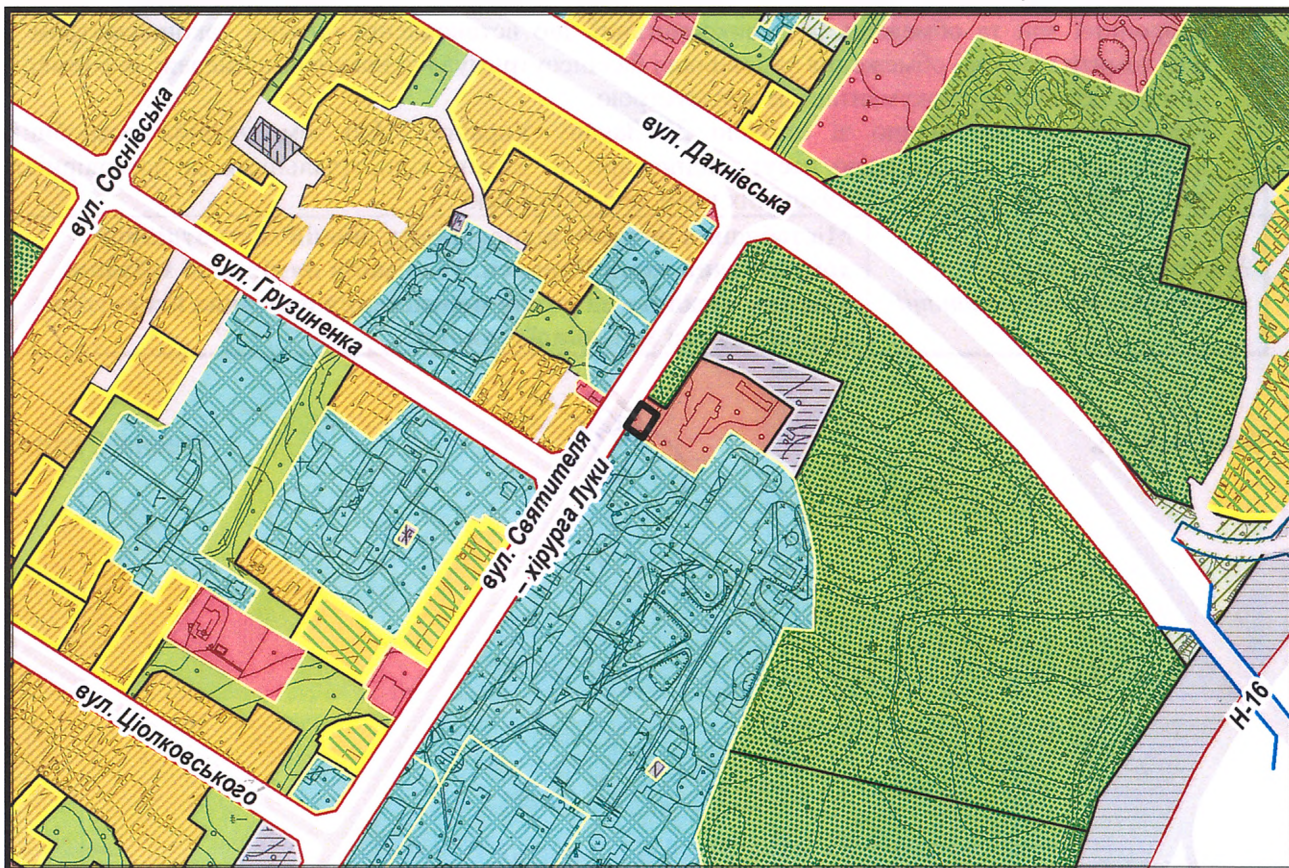 вул. Соснівська
вул. Дахнівська
вул. Грузиненка
вул. Святителя
– хірурга Луки
вул. Ціолковського
Н-16